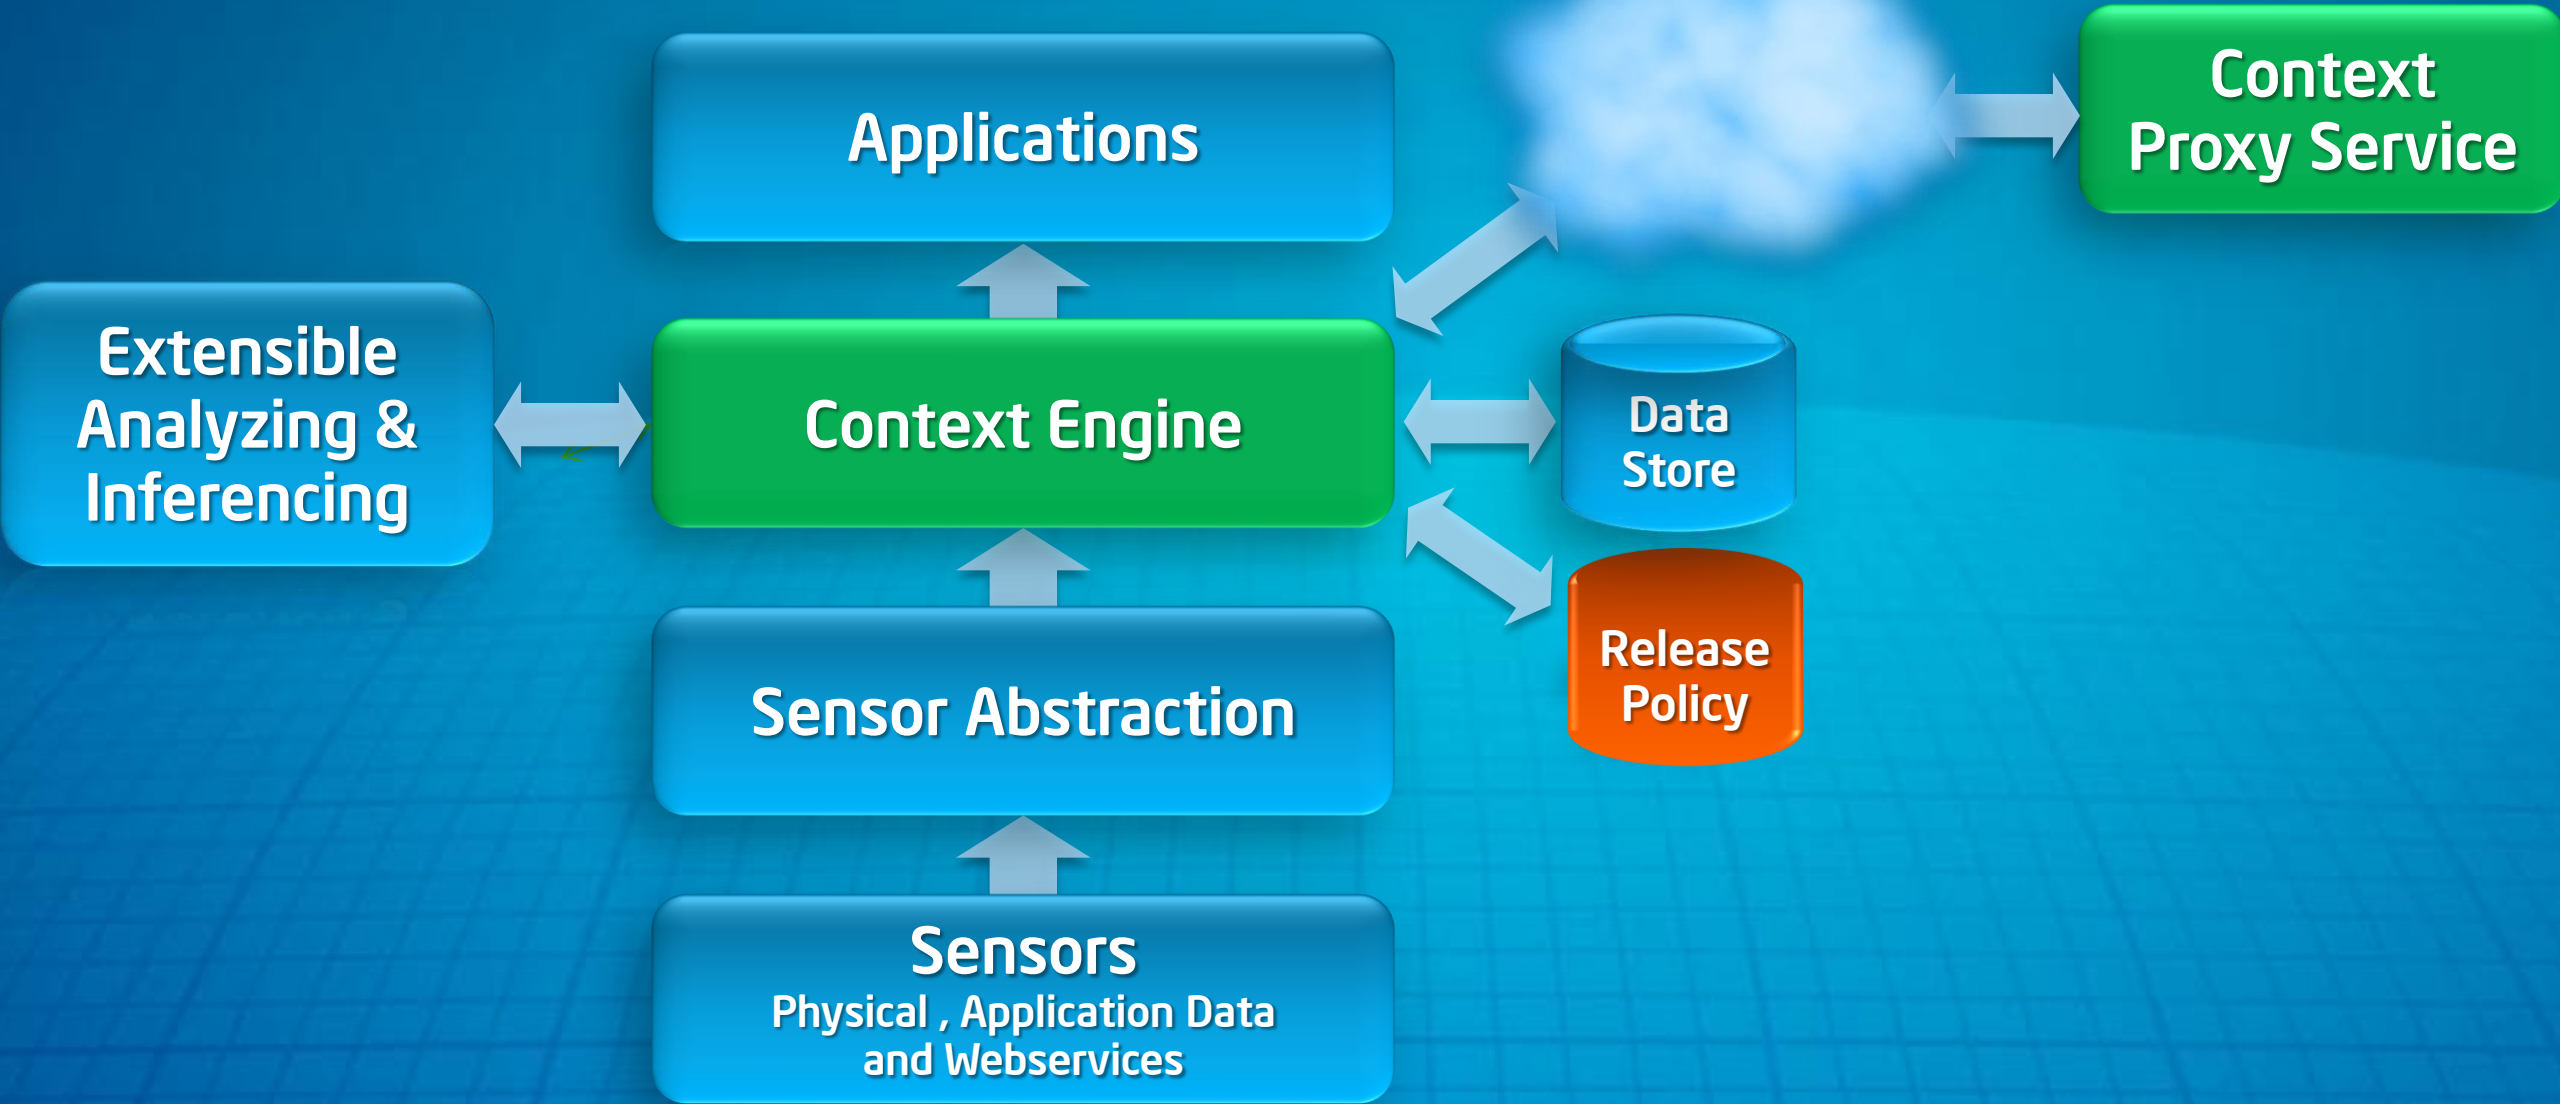 Applications
Context
Proxy Service
Extensible
Analyzing &
Inferencing
Context Engine
Data
Store
Release
Policy
Sensor Abstraction
Sensors
Physical , Application Data
and Webservices